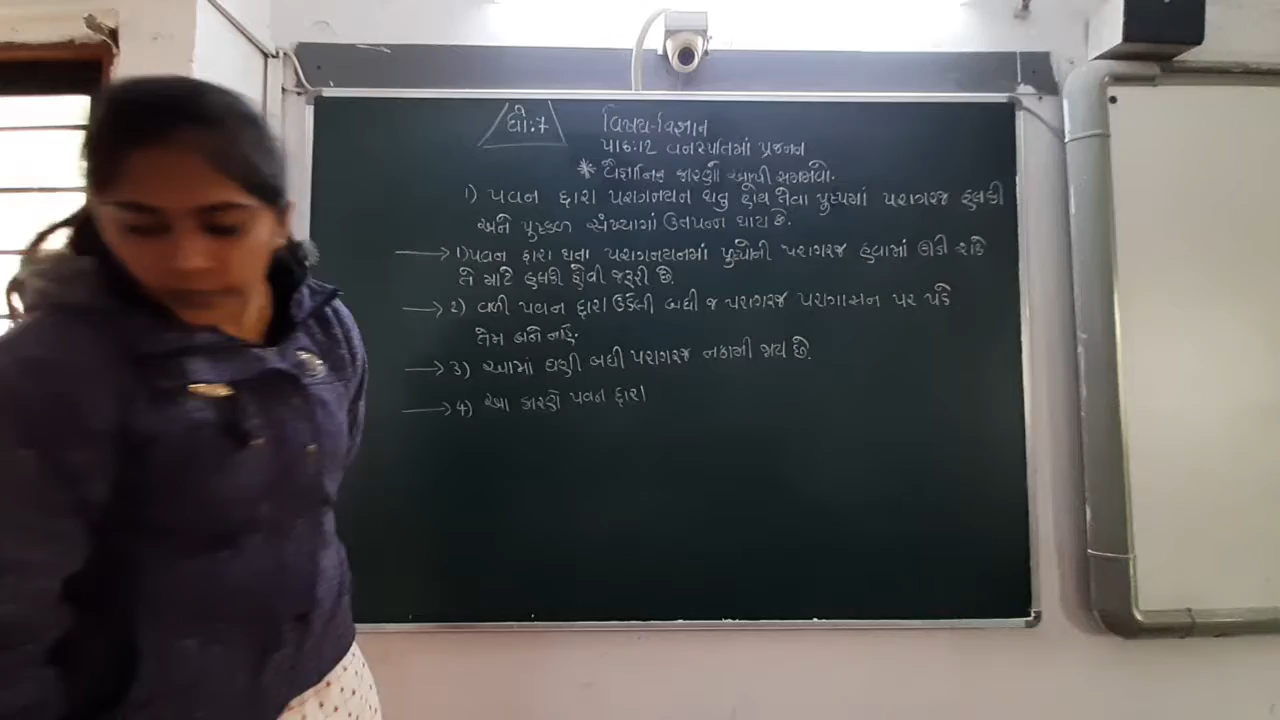 ધો:7
વિષય-વિજ્ઞાન
પાઠ:12 વનસ્પતિમાં પ્રજનન
* વૈજ્ઞાનિક કારણો આપી સમજાવો.
1) પવન દ્વારા પરાગનયન થતુ હોય તેવા પુષ્પમાં પરાગરજ હલકી
અને પુષ્કળ સંખ્યામાં ઉત્પન્ન થાય છે.
→ 1) પવન દ્વારા થતા પરાગનયનમાં પુષ્પોની પરાગરજ હવામાં ઊડી શકે
તે માટે હલકી હોવી જરૂરી છે.
→ 2) વળી પવન દ્વારા ઉડેલી બધી જ પરાગરજ પરાગાસન પર પડે
તેમ બને નહિ.
→ 3) આમાં ઘણી બધી પરાગરજ નકામી જાય છે.
→ 4) આ કારણે પવન દ્વારા